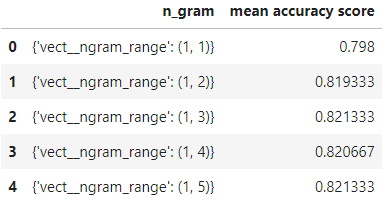 n_gram mean accuracy score
0 {'vect__ngram_range': (1, 1)} 0.798
1 {'vect__ngram_range': (1, 2)} 0.819333
2 {'vect__ngram_range': (1, 3)} 0.821333
3 {'vect__ngram_range': (1, 4)} 0.820667
4 {'vect__ngram_range': (1, 5)} 0.821333